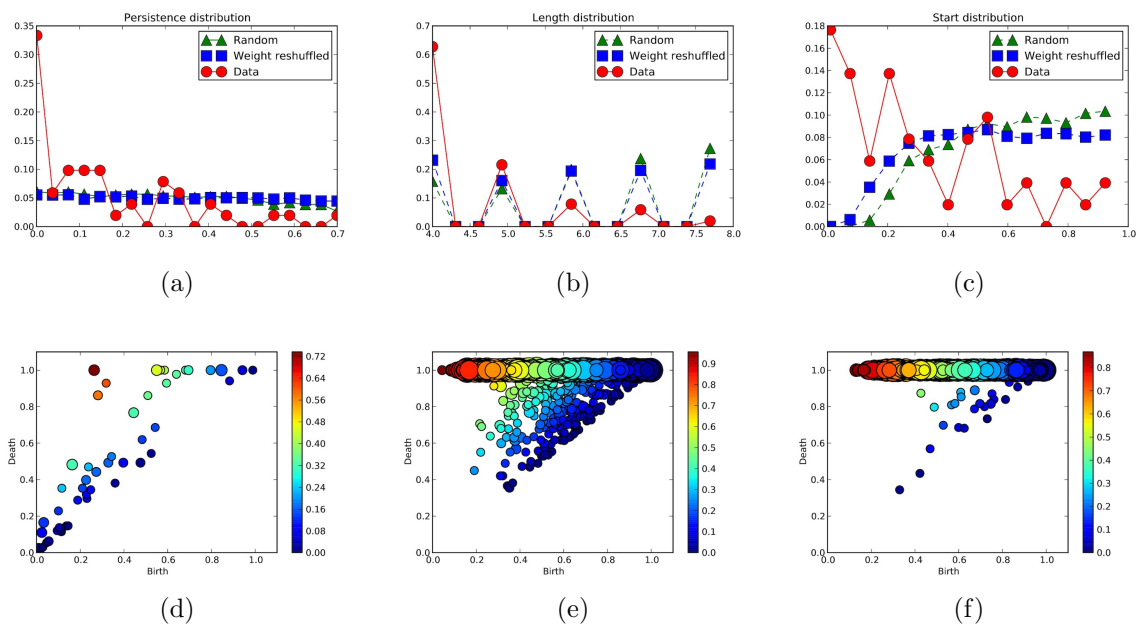 Persistence distribution
0.35
0.30
0.25
0.20
0.15
0.10
0.05
0.00
0.0 0.1 0.2 0.3 0.4 0.5 0.6 0.7
Random
Weight reshuffled
Data
(a)
Length distribution
0.7
0.6
0.5
0.4
0.3
0.2
0.1
0.0
4.0 4.5 5.0 5.5 6.0 6.5 7.0 7.5 8.0
Random
Weight reshuffled
Data
(b)
Start distribution
0.18
0.16
0.14
0.12
0.10
0.08
0.06
0.04
0.02
0.00
0.0 0.2 0.4 0.6 0.8 1.0
Random
Weight reshuffled
Data
(c)
Death
1.0
0.8
0.6
0.4
0.2
0.0
0.0 0.2 0.4 0.6 0.8 1.0
Birth
0.72
0.64
0.56
0.48
0.40
0.32
0.24
0.16
0.08
0.00
(d)
Death
1.0
0.8
0.6
0.4
0.2
0.0
0.0 0.2 0.4 0.6 0.8 1.0
Birth
0.9
0.8
0.7
0.6
0.5
0.4
0.3
0.2
0.1
0.0
(e)
Death
1.0
0.8
0.6
0.4
0.2
0.0
0.0 0.2 0.4 0.6 0.8 1.0
Birth
0.8
0.7
0.6
0.5
0.4
0.3
0.2
0.1
0.0
(f)